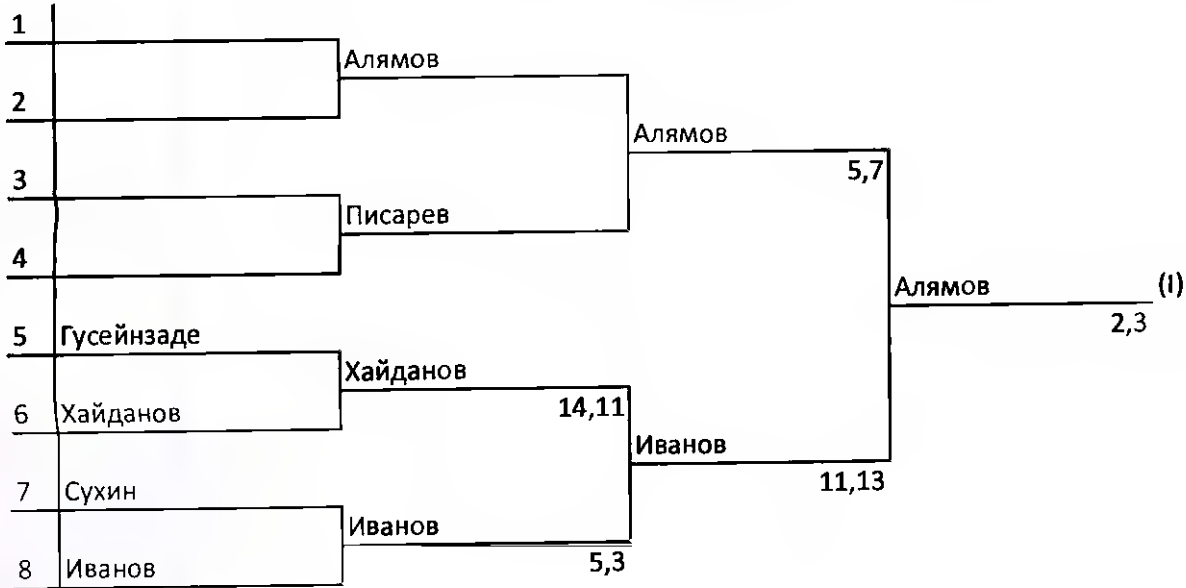 1
Алямов
2
Алямов
5,7
3
Писарев
4
Алямов (I)
2,3
5 Гусейнзаде
Хайданов
14,11
6 Хайданов
Иванов
11,13
7 Сухин
Иванов
5,3
8 Иванов